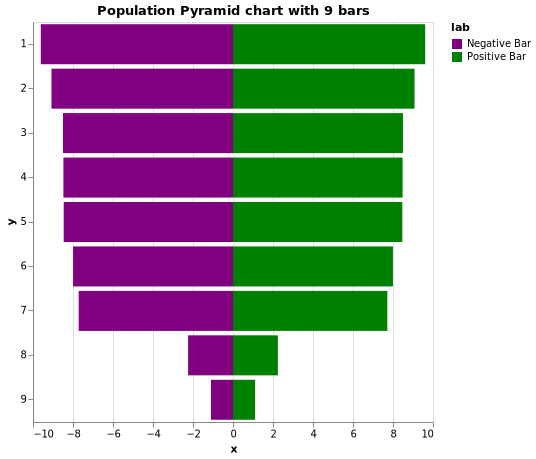 Population Pyramid chart with 9 bars
lab
Negative Bar
Positive Bar
y
1
2
3
4
5
6
7
8
9
−10 −8 −6 −4 −2 0 2 4 6 8 10
x